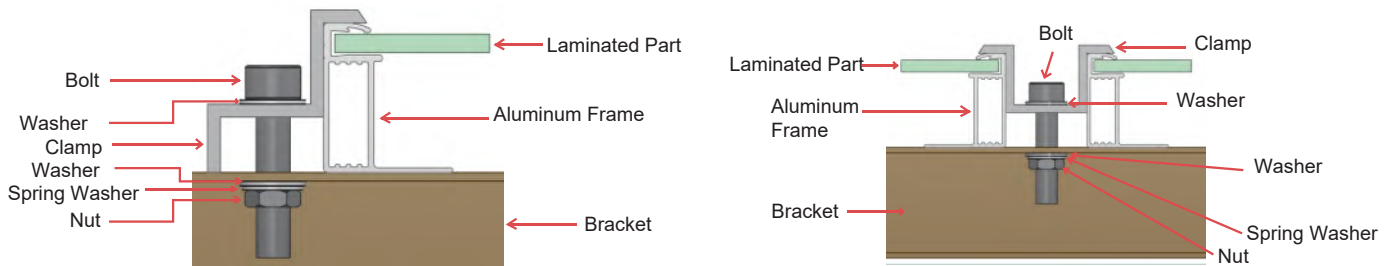 Laminated Part
Bolt
Washer
Aluminum Frame
Clamp
Washer
Spring Washer
Nut
Bracket
Bolt
Clamp
Laminated Part
Washer
Aluminum
Frame
Washer
Bracket
Spring Washer
Nut